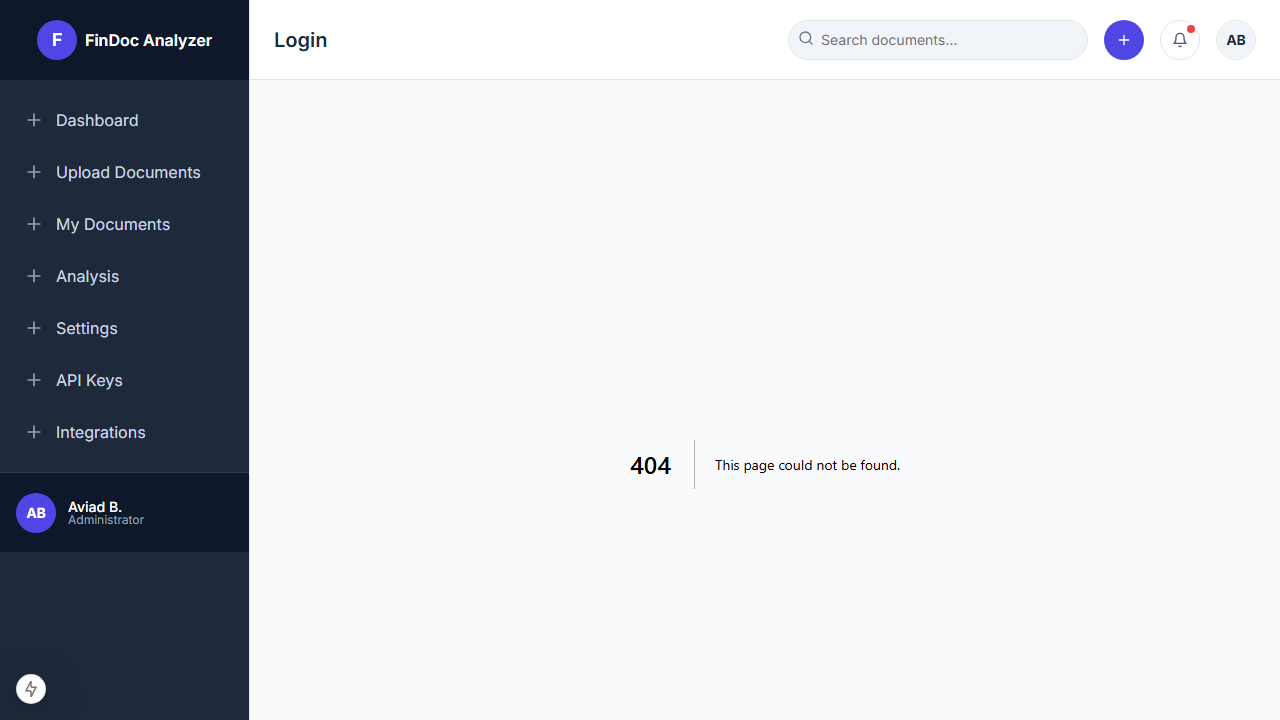 F FinDoc Analyzer
Login
Search documents...
AB
Dashboard
Upload Documents
My Documents
Analysis
Settings
API Keys
Integrations
404
This page could not be found.
AB
Aviad B.
Administrator